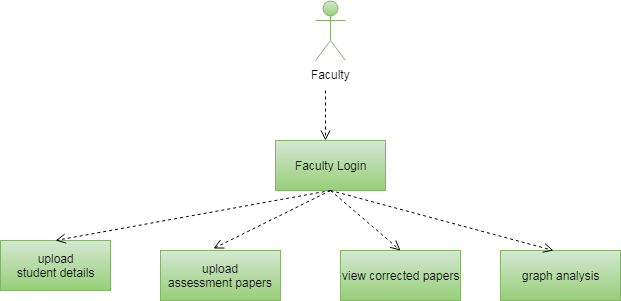 Faculty
Faculty Login
upload
student details
upload
assessment papers
view corrected papers
graph analysis